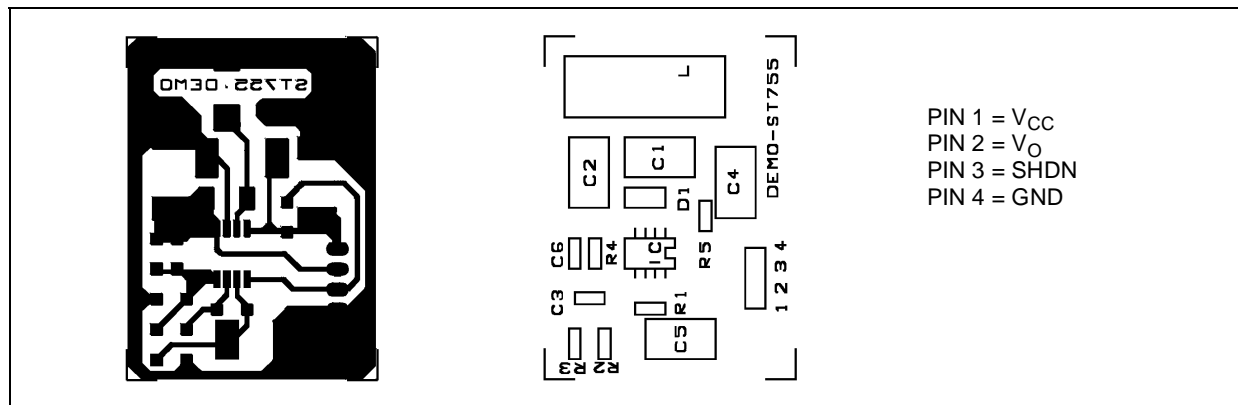 ST755.DEMO
L
DEMO-ST755
C2
C1
C4
D1
R5
C6
R4
IC
C3
R1
1 2 3 4
C5
R3
R2
PIN 1 = VCC
PIN 2 = VO
PIN 3 = SHDN
PIN 4 = GND